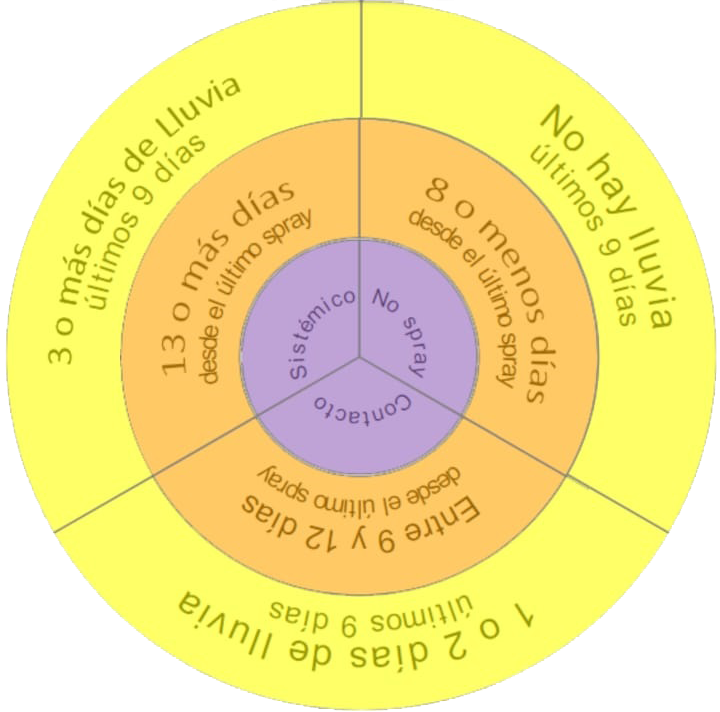 3 o más días de Lluvia
últimos 9 días
No hay lluvia
últimos 9 días
1 o 2 días de lluvia
últimos 9 días
13 o más días
desde el último spray
8 o menos días
desde el último spray
Entre 9 y 12 días
desde el último spray
Sistémico
No spray
Contacto